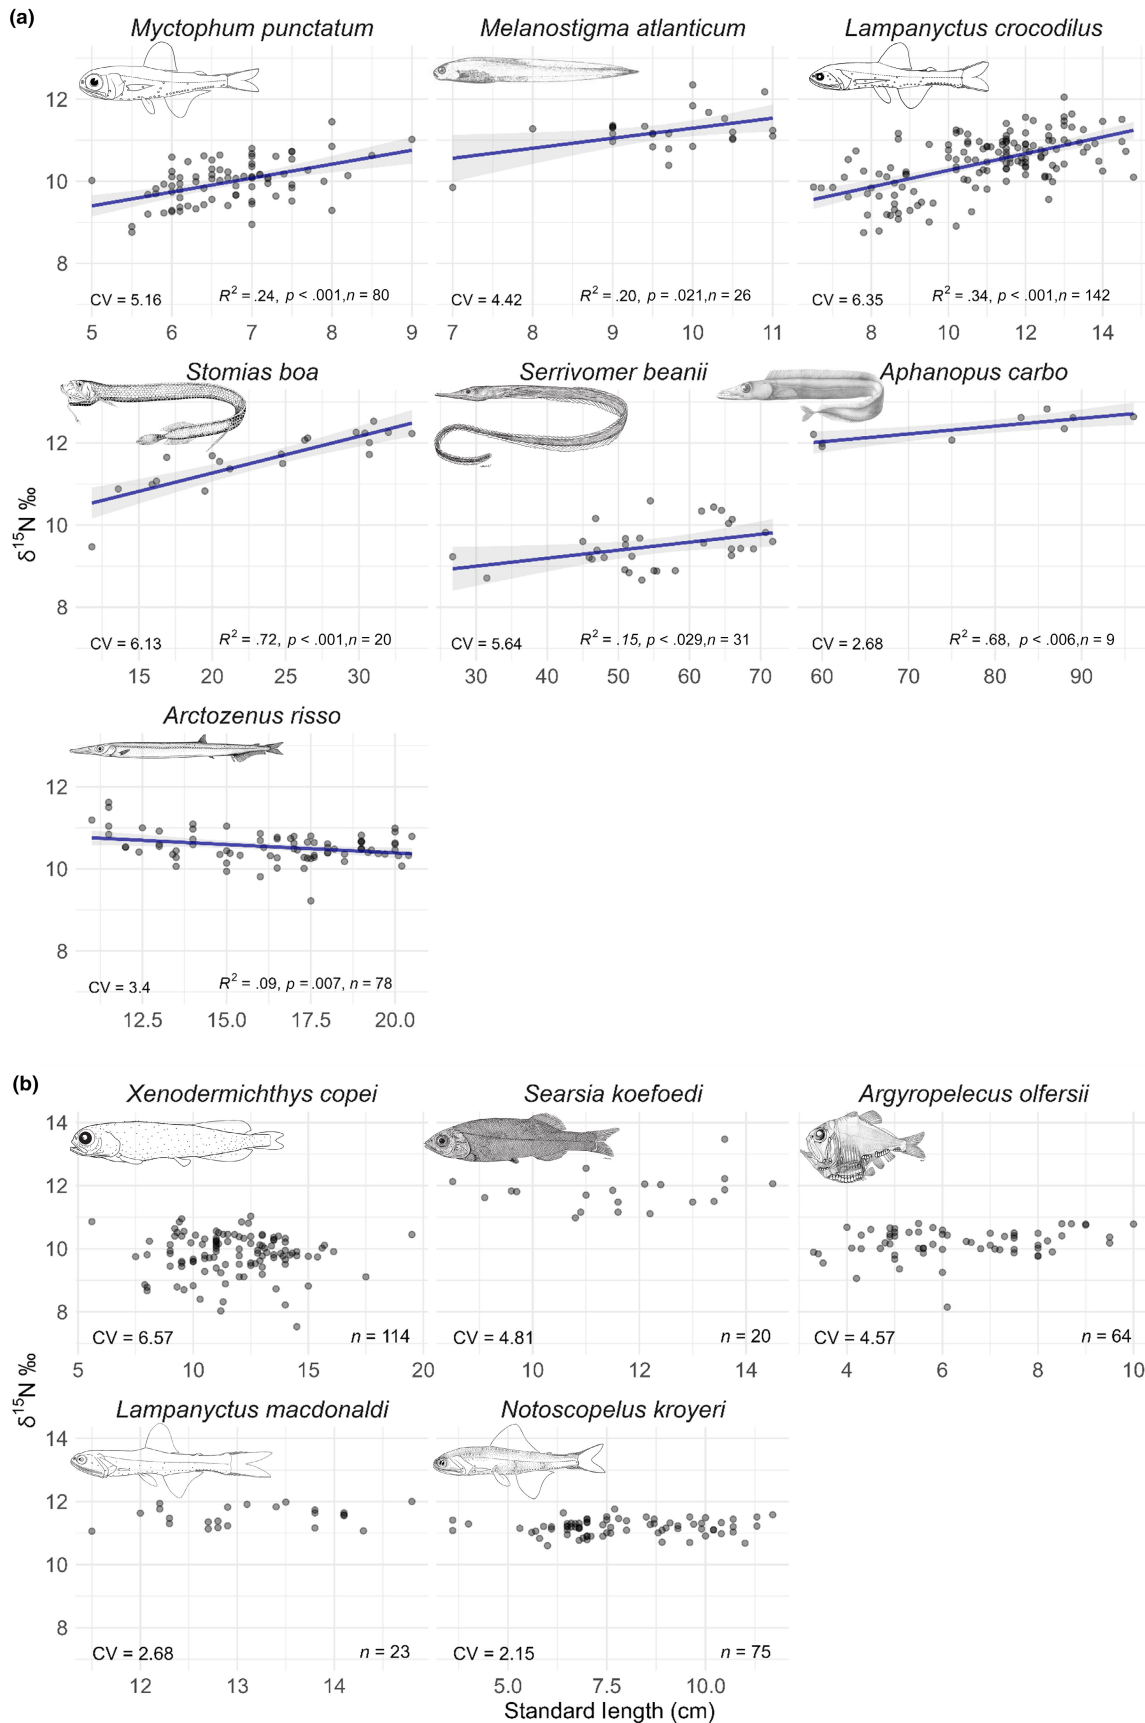 (a)
Myctophum punctatum Melanostigma atlanticum Lampanyctus crocodilus
12
10
8
CV = 5.16 R² = .24, p < .001,n = 80 CV = 4.42 R² = .20, p = .021,n = 26 CV = 6.35 R² = .34, p < .001,n = 142
5 6 7 8 9 7 8 9 10 11 8 10 12 14
Stomias boa Serrivomer beanii Aphanopus carbo
12
10
8
δ¹⁵N ‰
CV = 6.13 R² = .72, p < .001,n = 20 CV = 5.64 R² = .15, p < .029,n = 31 CV = 2.68 R² = .68, p < .006,n = 9
15 20 25 30 30 40 50 60 70 60 70 80 90
Arctozenus risso
12
10
8
CV = 3.4 R² = .09, p = .007, n = 78
12.5 15.0 17.5 20.0
(b)
Xenodermichthys copei Searsia koefoedi Argyropelecus olfersii
14
12
10
8
CV = 6.57 n = 114 CV = 4.81 n = 20 CV = 4.57 n = 64
5 10 15 20 10 12 14 4 6 8 10
δ¹⁵N ‰
Lampanyctus macdonaldi Notoscopelus kroyeri
14
12
10
8
CV = 2.68 n = 23 CV = 2.15 n = 75
12 13 14 5.0 7.5 10.0
Standard length (cm)